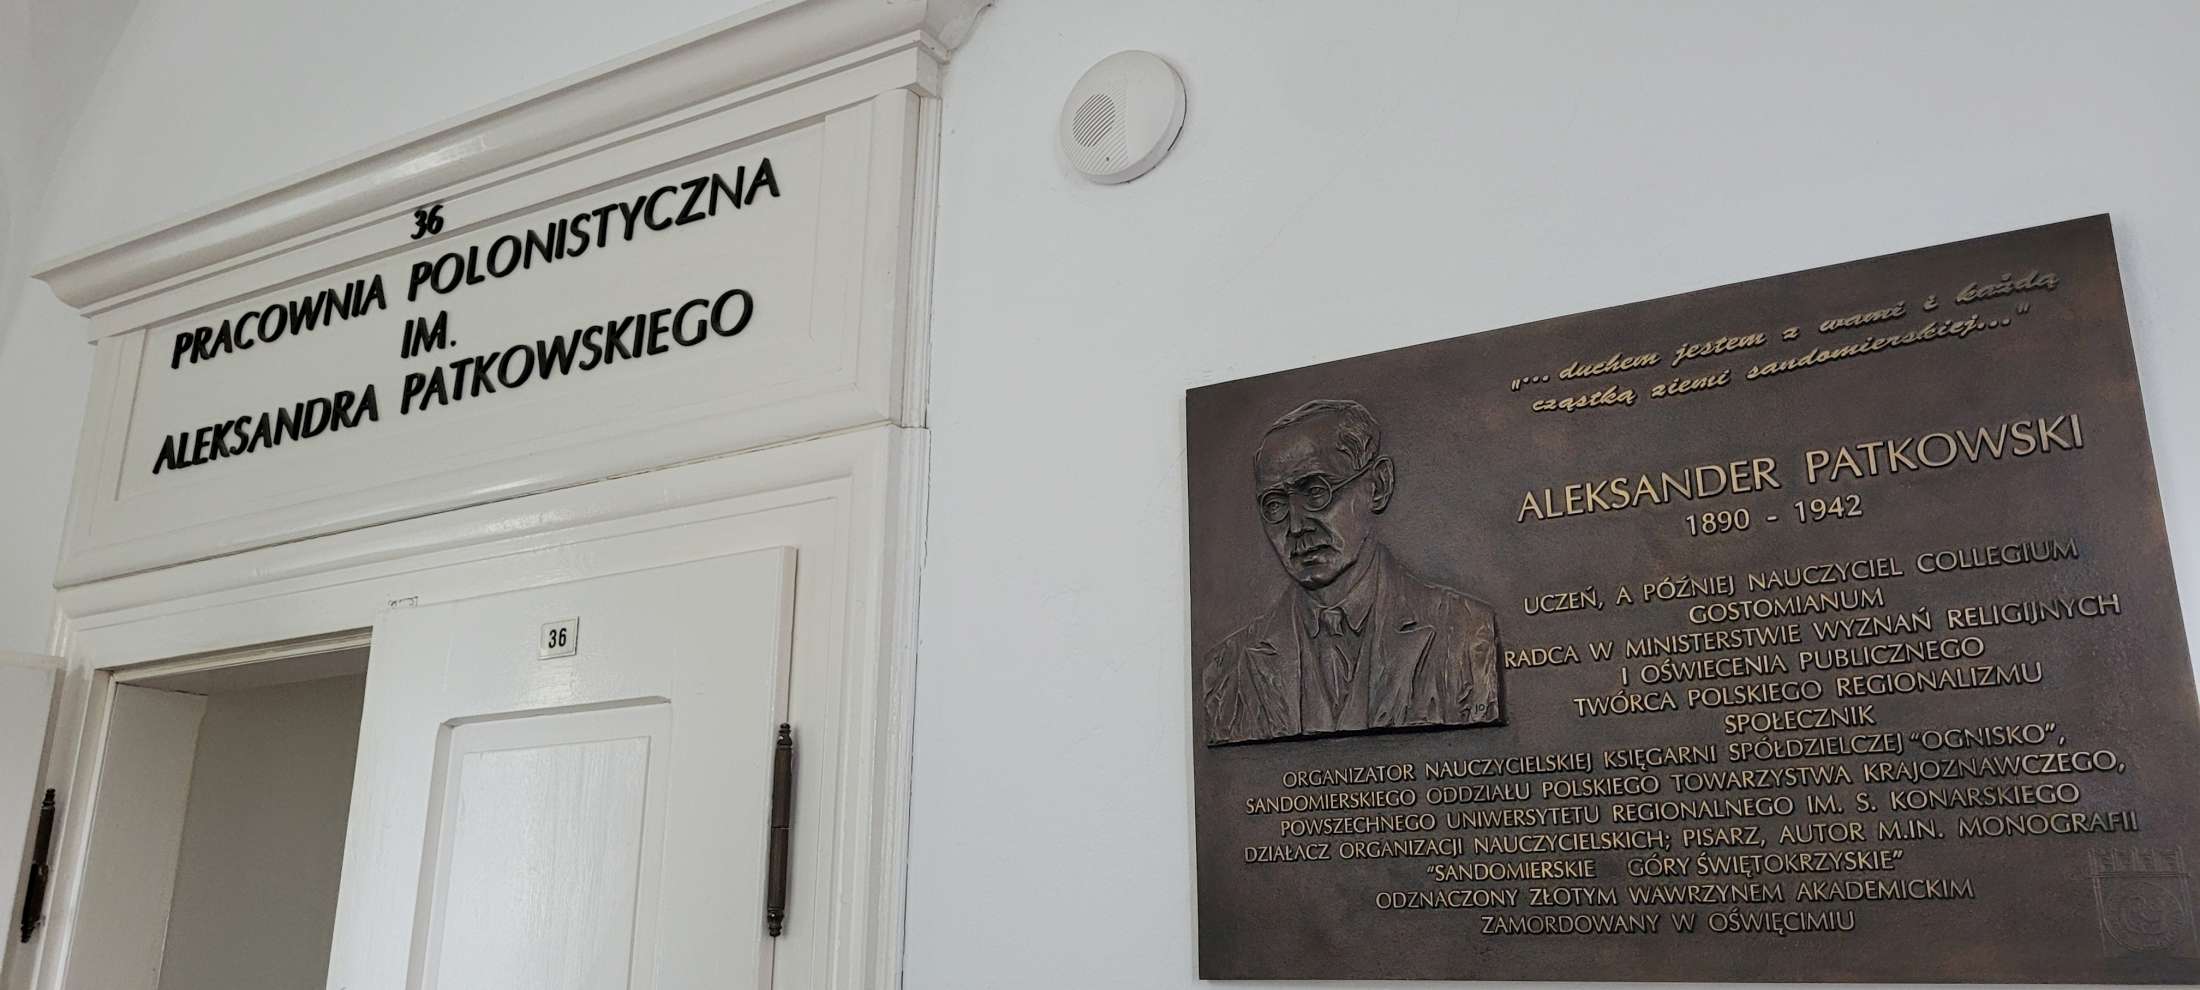 36
PRACOWNIA POLONISTYCZNA
IM.
ALEKSANDRA PATKOWSKIEGO
36
„... duchem jestem z wami i każdą
cząstką ziemi sandomierskiej..."
ALEKSANDER PATKOWSKI
1890 - 1942
UCZEŃ, A PÓŹNIEJ NAUCZYCIEL COLLEGIUM
GOSTOMIANUM
RADCA W MINISTERSTWIE WYZNAŃ RELIGIJNYCH
I OŚWIECENIA PUBLICZNEGO
TWÓRCA POLSKIEGO REGIONALIZMU
SPOŁECZNIK
ORGANIZATOR NAUCZYCIELSKIEJ KSIĘGARNI SPÓŁDZIELCZEJ "OGNISKO",
SANDOMIERSKIEGO ODDZIAŁU POLSKIEGO TOWARZYSTWA KRAJOZNAWCZEGO,
POWSZECHNEGO UNIWERSYTETU REGIONALNEGO IM. S. KONARSKIEGO
DZIAŁACZ ORGANIZACJI NAUCZYCIELSKICH; PISARZ, AUTOR M.IN. MONOGRAFII
"SANDOMIERSKIE GÓRY ŚWIĘTOKRZYSKIE"
ODZNACZONY ZŁOTYM WAWRZYNEM AKADEMICKIM
ZAMORDOWANY W OŚWIĘCIMIU